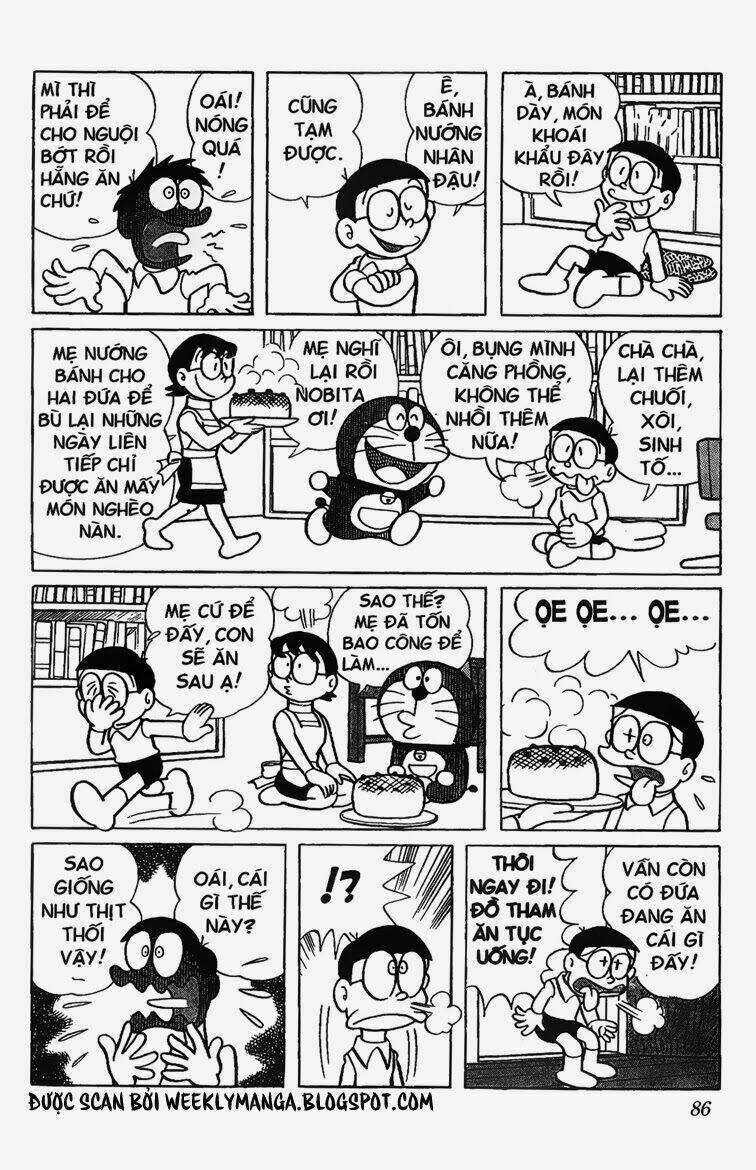 À, BÁNH
DÀY, MÓN
KHOÁI
KHẨU ĐÂY
RỒI!
Ê,
BÁNH
NƯỚNG
NHÂN
ĐẬU!
CŨNG
TẠM
ĐƯỢC.
OÁI!
NÓNG
QUÁ
!
MÌ THÌ
PHẢI ĐỂ
CHO NGUỘI
BỚT RỒI
HẴNG ĂN
CHỨ!
CHÀ CHÀ,
LẠI THÊM
CHUỐI,
XÔI,
SINH
TỐ...
ÔI, BỤNG MÌNH
CĂNG PHỒNG,
KHÔNG THỂ
NHỒI THÊM
NỮA!
MẸ NGHĨ
LẠI RỒI
NOBITA
ƠI!
MẸ NƯỚNG
BÁNH CHO
HAI ĐỨA ĐỂ
BÙ LẠI NHỮNG
NGÀY LIÊN
TIẾP CHỈ
ĐƯỢC ĂN MẤY
MÓN NGHÈO
NÀN.
ỌE ỌE... ỌE...
SAO THẾ?
MẸ ĐÃ TỐN
BAO CÔNG ĐỂ
LÀM...
MẸ CỨ ĐỂ
ĐẤY, CON
SẼ ĂN
SAU Ạ!
VẪN CÒN
CÓ ĐỨA
ĐANG ĂN
CÁI GÌ
ĐẤY!
THÔI
NGAY ĐI!
ĐỒ THAM
ĂN TỤC
UỐNG!
!?
OÁI, CÁI
GÌ THẾ
NÀY?
SAO
GIỐNG
NHƯ THỊT
THỐI
VẬY!
ĐƯỢC SCAN BỞI WEEKLYMANGA.BLOGSPOT.COM
86